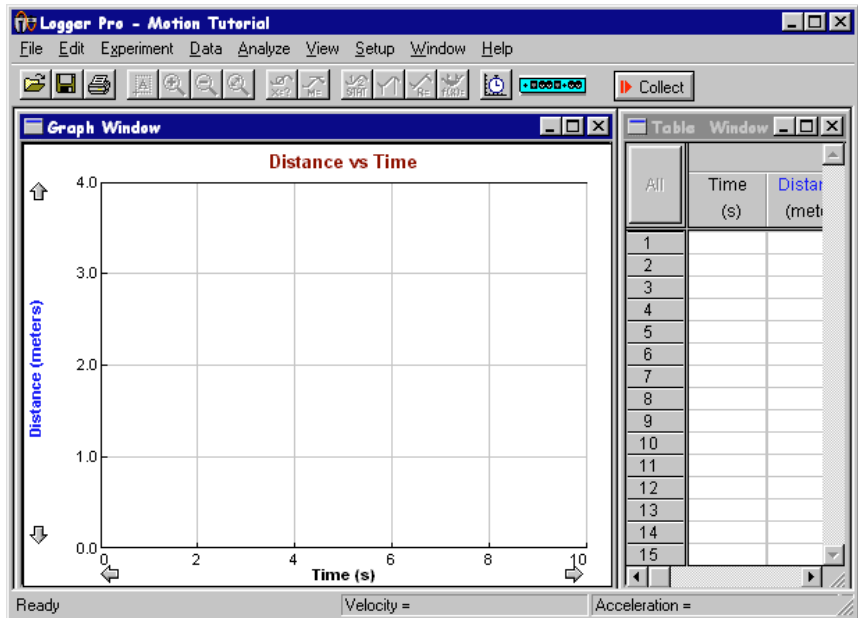 Logger Pro - Motion Tutorial
File Edit Experiment Data Analyze View Setup Window Help
X=? M= STAT R= f(x)= Collect
Graph Window
Distance vs Time
Distance (meters)
4.0
3.0
2.0
1.0
0.0
0 2 4 6 8 10
Time (s)
Table Window
All
Time Distan
(s) (mete
1
2
3
4
5
6
7
8
9
10
11
12
13
14
15
Ready Velocity = Acceleration =